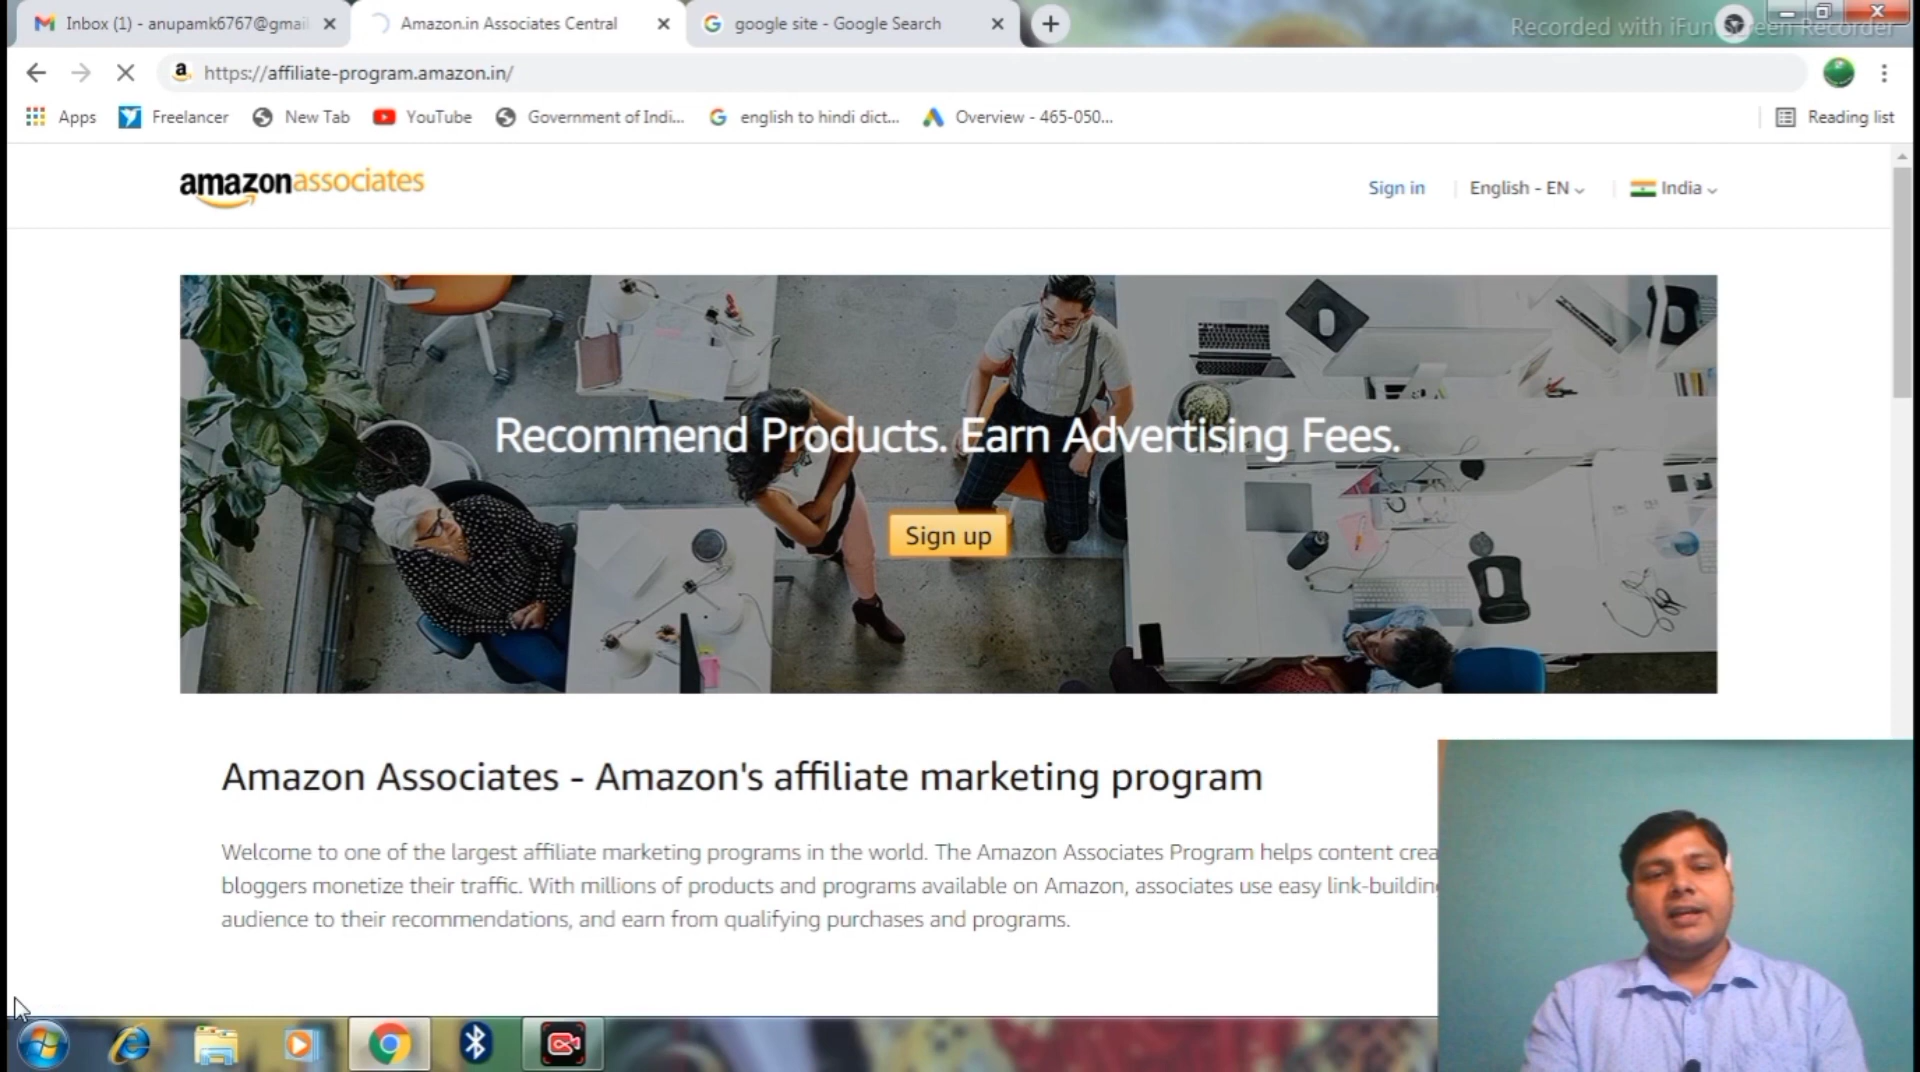 Inbox (1) - anupamk6767@gmail
Amazon.in Associates Central
google site - Google Search
Recorded with iFun Screen Recorder
https://affiliate-program.amazon.in/
Apps
Freelancer
New Tab
YouTube
Government of Indi...
english to hindi dict...
Overview - 465-050...
Reading list
amazonassociates
Sign in
English - EN
India
Recommend Products. Earn Advertising Fees.
Sign up
Amazon Associates - Amazon's affiliate marketing program
Welcome to one of the largest affiliate marketing programs in the world. The Amazon Associates Program helps content crea
bloggers monetize their traffic. With millions of products and programs available on Amazon, associates use easy link-building
audience to their recommendations, and earn from qualifying purchases and programs.